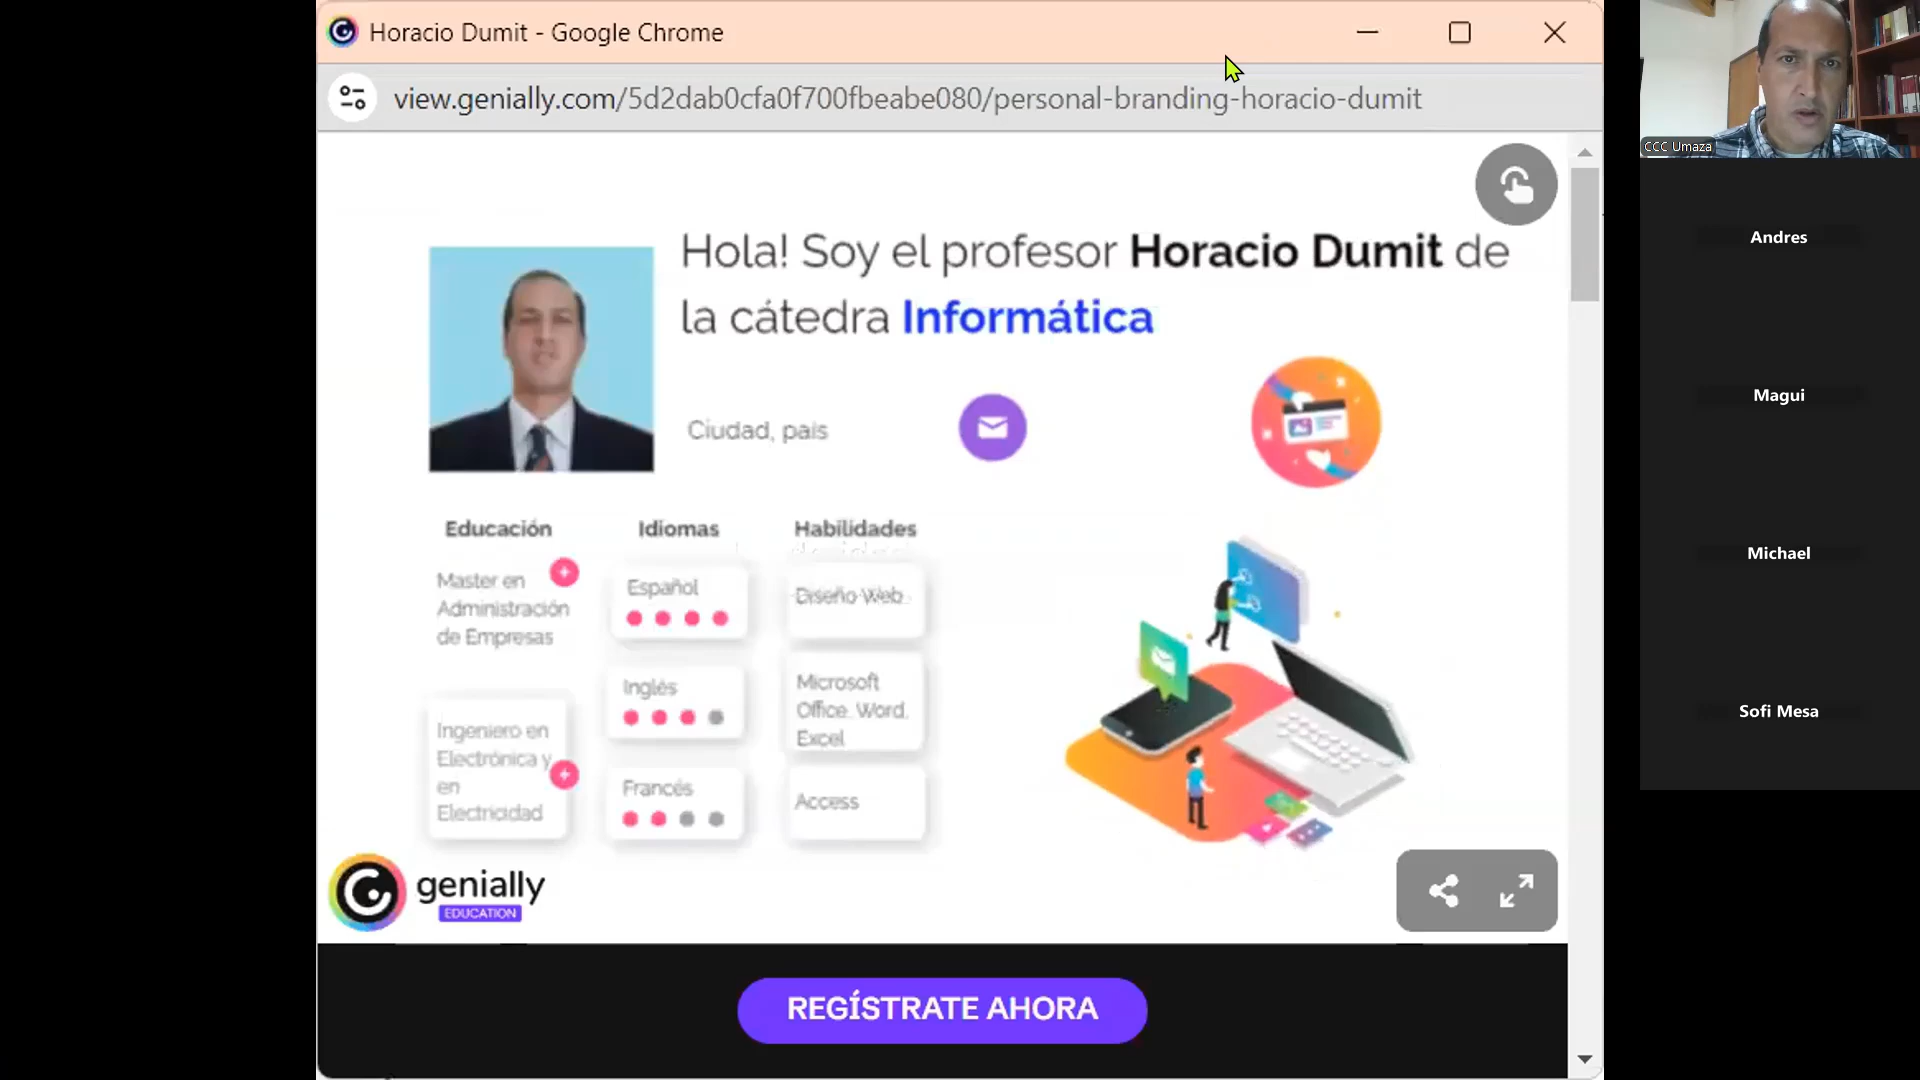 Horacio Dumit - Google Chrome
view.genially.com/5d2dab0cfa0f700fbeabe080/personal-branding-horacio-dumit
Hola! Soy el profesor Horacio Dumit de
la cátedra Informática
Ciudad, país
Educación
Master en
Administración
de Empresas
Ingeniero en
Electrónica y
en
Electricidad
Idiomas
Español
Inglés
Francés
Habilidades
Diseño Web
Microsoft
Office. Word,
Excel
Access
genially
EDUCATION
REGÍSTRATE AHORA
CCC Umaza
Andres
Magui
Michael
Sofi Mesa